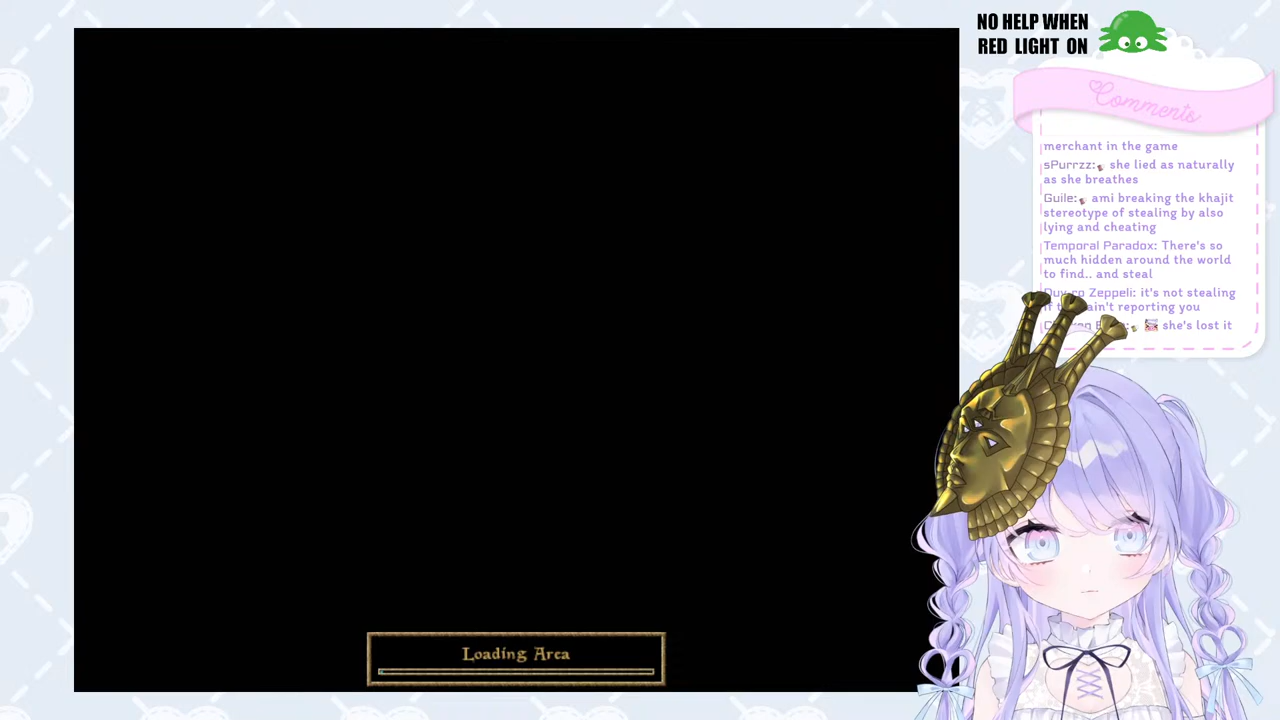 NO HELP WHEN
RED LIGHT ON
Comments
merchant in the game
sPurrzz: she lied as naturally
as she breathes
Guile: ami breaking the khajit
stereotype of stealing by also
lying and cheating
Temporal Paradox: There's so
much hidden around the world
to find.. and steal
Zeppeli: it's not stealing
ain't reporting you
she's lost it
Loading Area